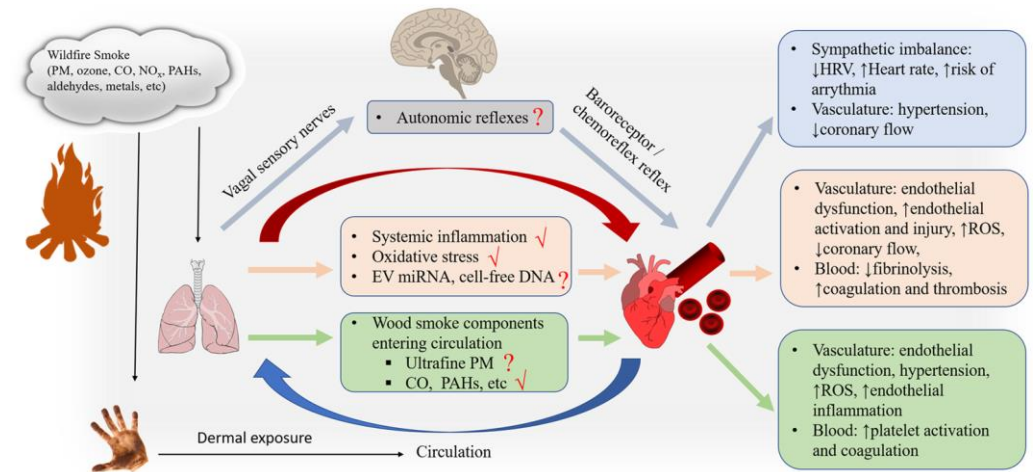 Wildfire Smoke
(PM, ozone, CO, NOx, PAHs,
aldehydes, metals, etc)
• Autonomic reflexes ?
Vagal sensory nerves
Baroreceptor /
chemoreflex reflex
• Sympathetic imbalance:
↓HRV, ↑Heart rate, ↑risk of
arrythmia
• Vasculature: hypertension,
↓coronary flow
• Systemic inflammation √
• Oxidative stress √
• EV miRNA, cell-free DNA ?
• Vasculature: endothelial
dysfunction, ↑endothelial
activation and injury, ↑ROS,
↓coronary flow,
• Blood: ↓fibrinolysis,
↑coagulation and thrombosis
• Wood smoke components
entering circulation
▪ Ultrafine PM ?
▪ CO, PAHs, etc √
• Vasculature: endothelial
dysfunction, hypertension,
↑ROS, ↑endothelial
inflammation
• Blood: ↑platelet activation
and coagulation
Dermal exposure
Circulation